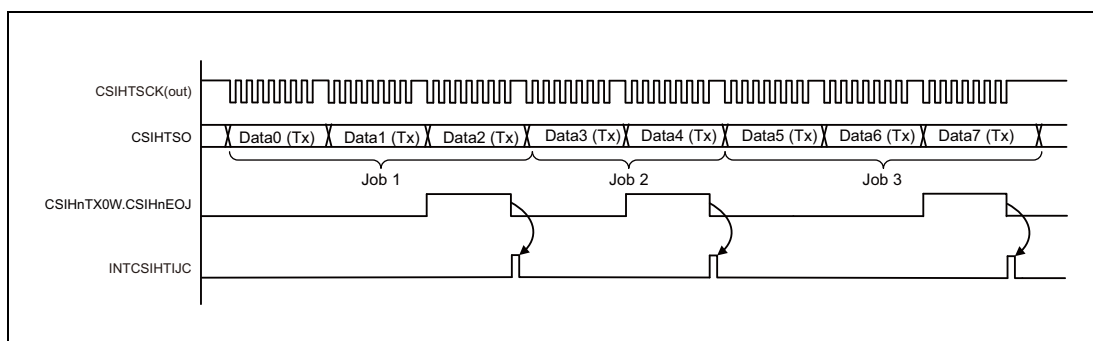 CSIHTSCK(out)
CSIHTSO
Data0 (Tx) Data1 (Tx) Data2 (Tx) Data3 (Tx) Data4 (Tx) Data5 (Tx) Data6 (Tx) Data7 (Tx)
Job 1 Job 2 Job 3
CSIHnTX0W.CSIHnEOJ
INTCSIHTIJC